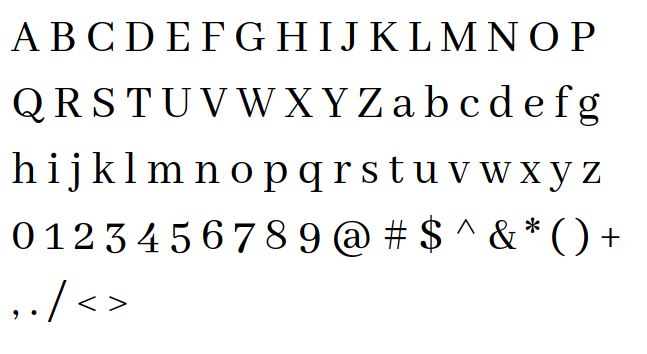 A B C D E F G H I J K L M N O P
Q R S T U V W X Y Z a b c d e f g
h i j k l m n o p q r s t u v w x y z
0 1 2 3 4 5 6 7 8 9 @ # $ ^ & * ( ) +
, . / < >